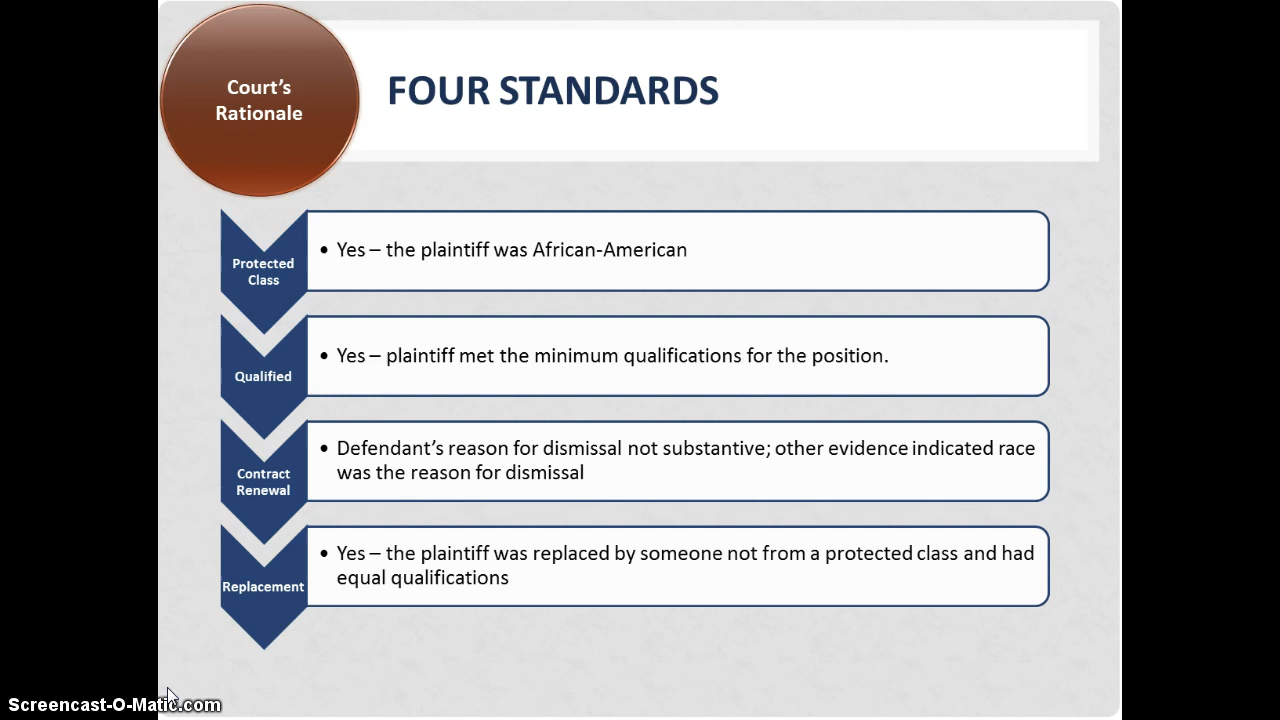 Court’s
Rationale
FOUR STANDARDS
Protected
Class
• Yes – the plaintiff was African-American
Qualified
• Yes – plaintiff met the minimum qualifications for the position.
Contract
Renewal
• Defendant’s reason for dismissal not substantive; other evidence indicated race
was the reason for dismissal
Replacement
• Yes – the plaintiff was replaced by someone not from a protected class and had
equal qualifications
Screencast-O-Matic.com